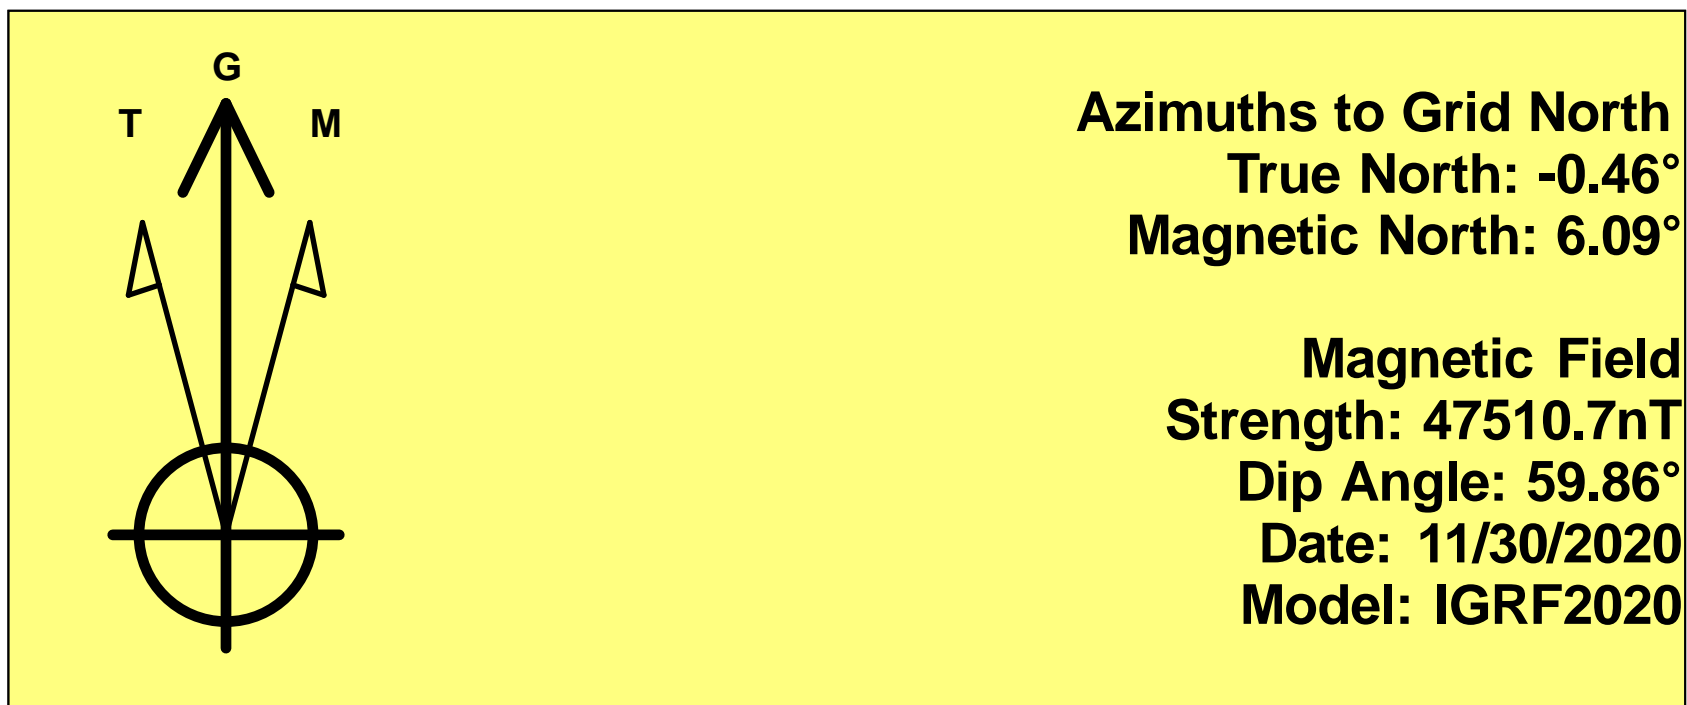 G
T M
Azimuths to Grid North
True North: -0.46°
Magnetic North: 6.09°
Magnetic Field
Strength: 47510.7nT
Dip Angle: 59.86°
Date: 11/30/2020
Model: IGRF2020